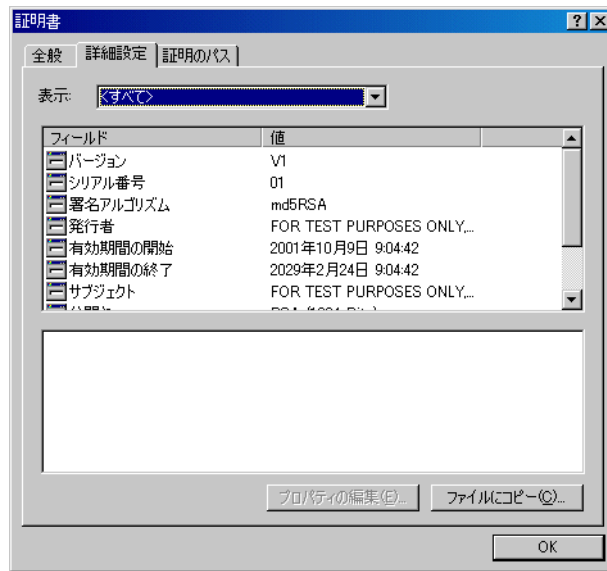 証明書
全般 詳細設定 証明のパス
表示: <すべて>
フィールド 値
バージョン V1
シリアル番号 01
署名アルゴリズム md5RSA
発行者 FOR TEST PURPOSES ONLY,...
有効期間の開始 2001年10月9日 9:04:42
有効期間の終了 2029年2月24日 9:04:42
サブジェクト FOR TEST PURPOSES ONLY,...
プロパティの編集(E)... ファイルにコピー(C)...
OK